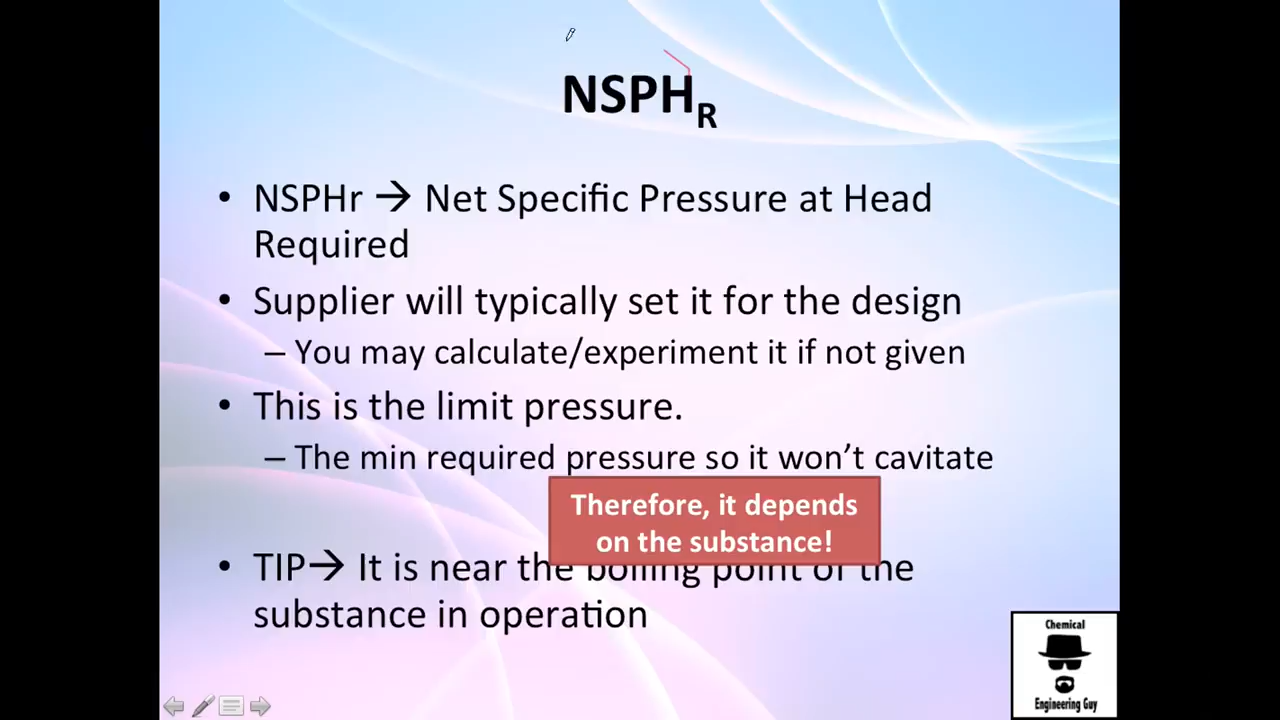 NSPHR
• NSPHr → Net Specific Pressure at Head
Required
• Supplier will typically set it for the design
– You may calculate/experiment it if not given
• This is the limit pressure.
– The min required pressure so it won’t cavitate
Therefore, it depends
on the substance!
• TIP→ It is near the boiling point of the
substance in operation
Chemical
Engineering Guy